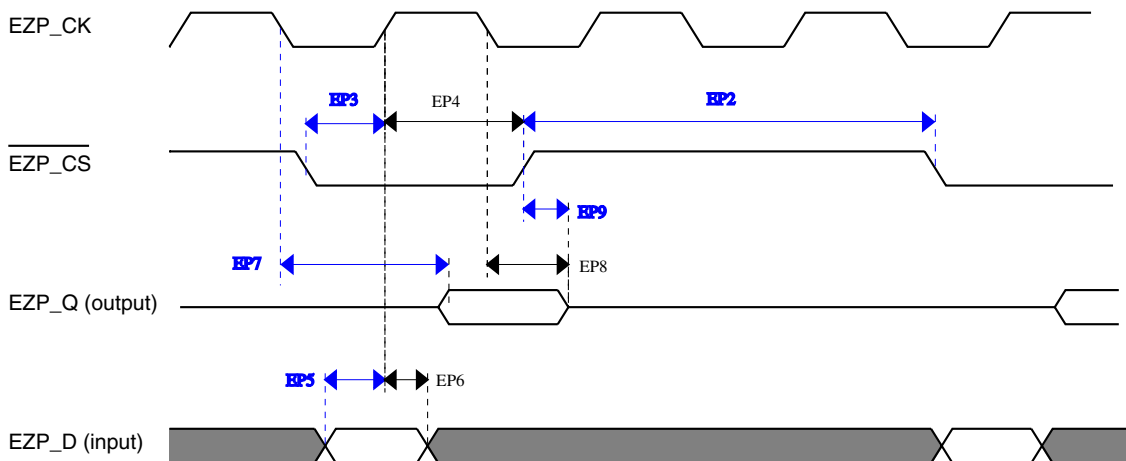 EZP_CK
EP3
EP4
EP2
EZP_CS
EP9
EP7
EP8
EZP_Q (output)
EP5
EP6
EZP_D (input)